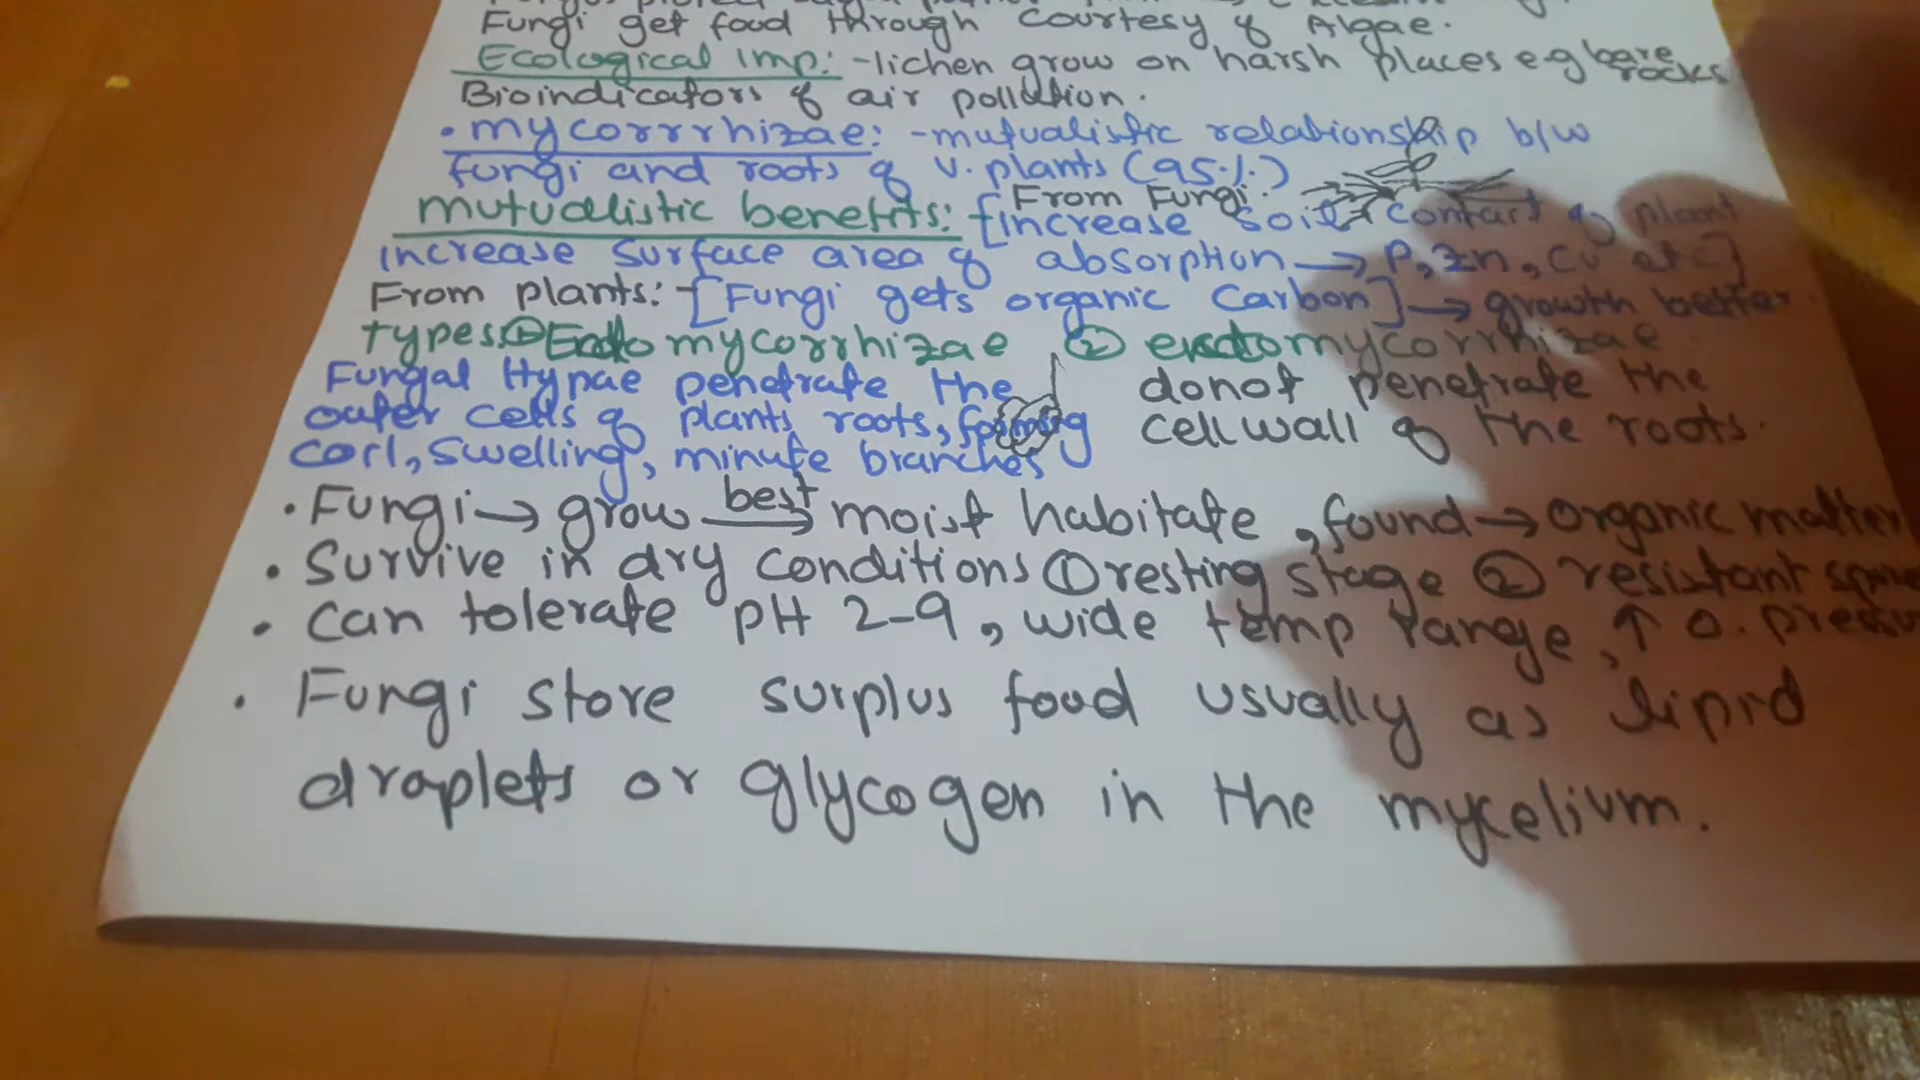 Fungi get food through courtesy of Algae.
Ecological Imp: -lichen grow on harsh places e.g bare rocks
Bioindicators of air pollution.
• mycorrrhizae: -mutualistic relationship b/w
fungi and roots of v. plants (95%)
mutualistic benefits: -[From Fungi: Increase soil contact of plant
increase surface area of absorption → P, Zn, Cu etc]
From plants: -[Fungi gets organic Carbon] → growth better
types: ① Endomycorrhizae ② ectomycorrhizae
Fungal Hypae penetrate the
outer cells of plants roots, forming
corl, swelling, minute branches
donot penetrate the
cell wall of the roots.
• Fungi → grow best → moist habitate, found → organic matter
• Survive in dry conditions ① resting stage ② resistant
• can tolerate pH 2-9, wide temp range, ↑ O.
• Fungi store surplus food usually as lipid
droplets or glycogen in the mycelium.